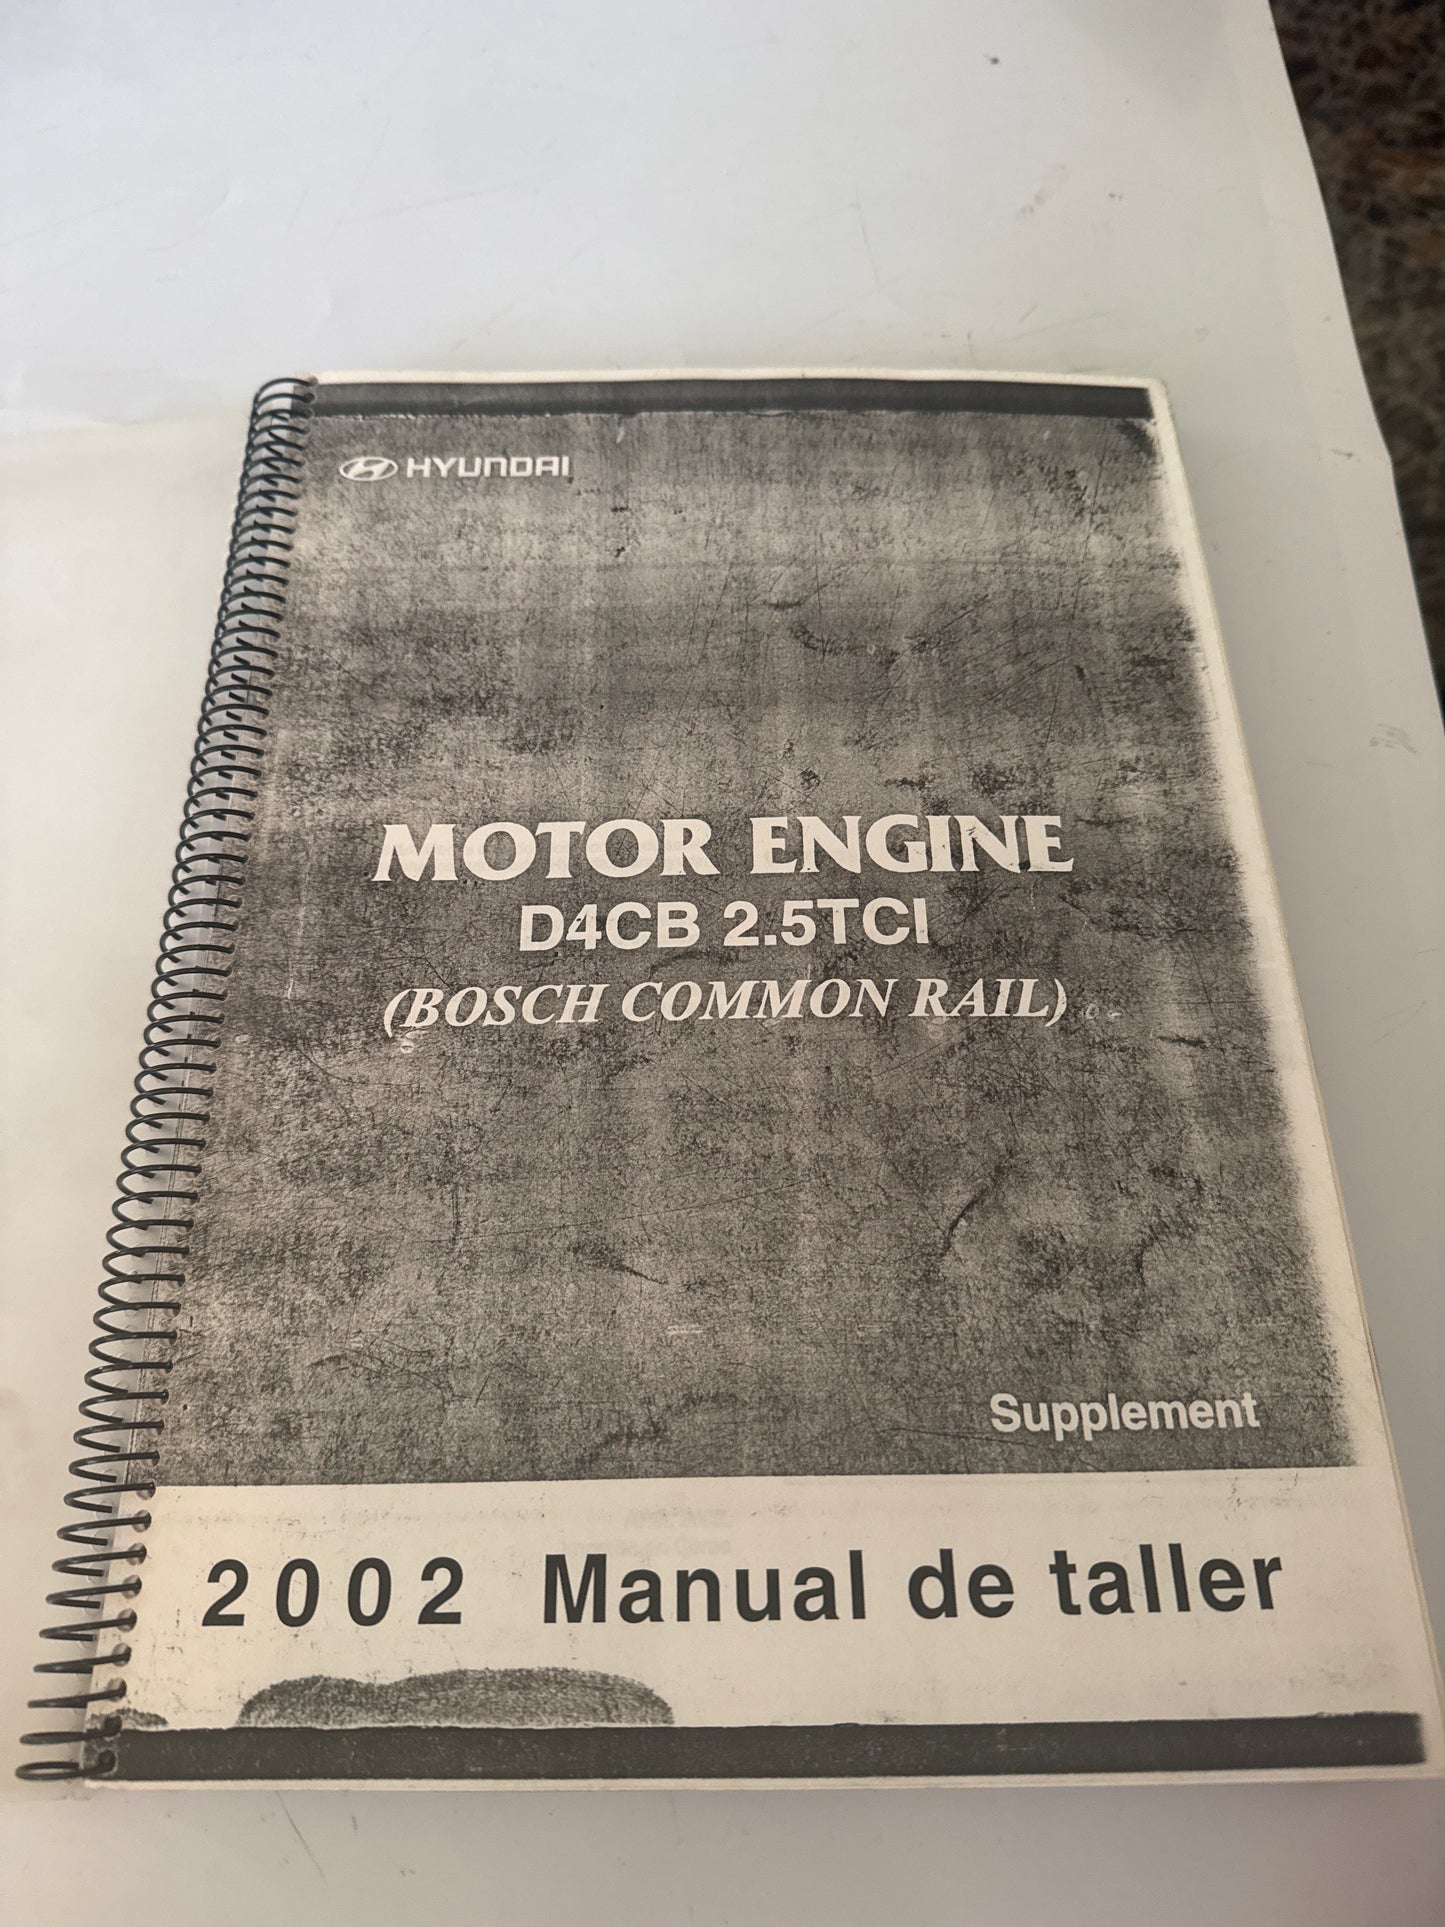 HYUNDAI
MOTOR ENGINE
D4CB 2.5TCI
(BOSCH COMMON RAIL)
Supplement
2002 Manual de taller